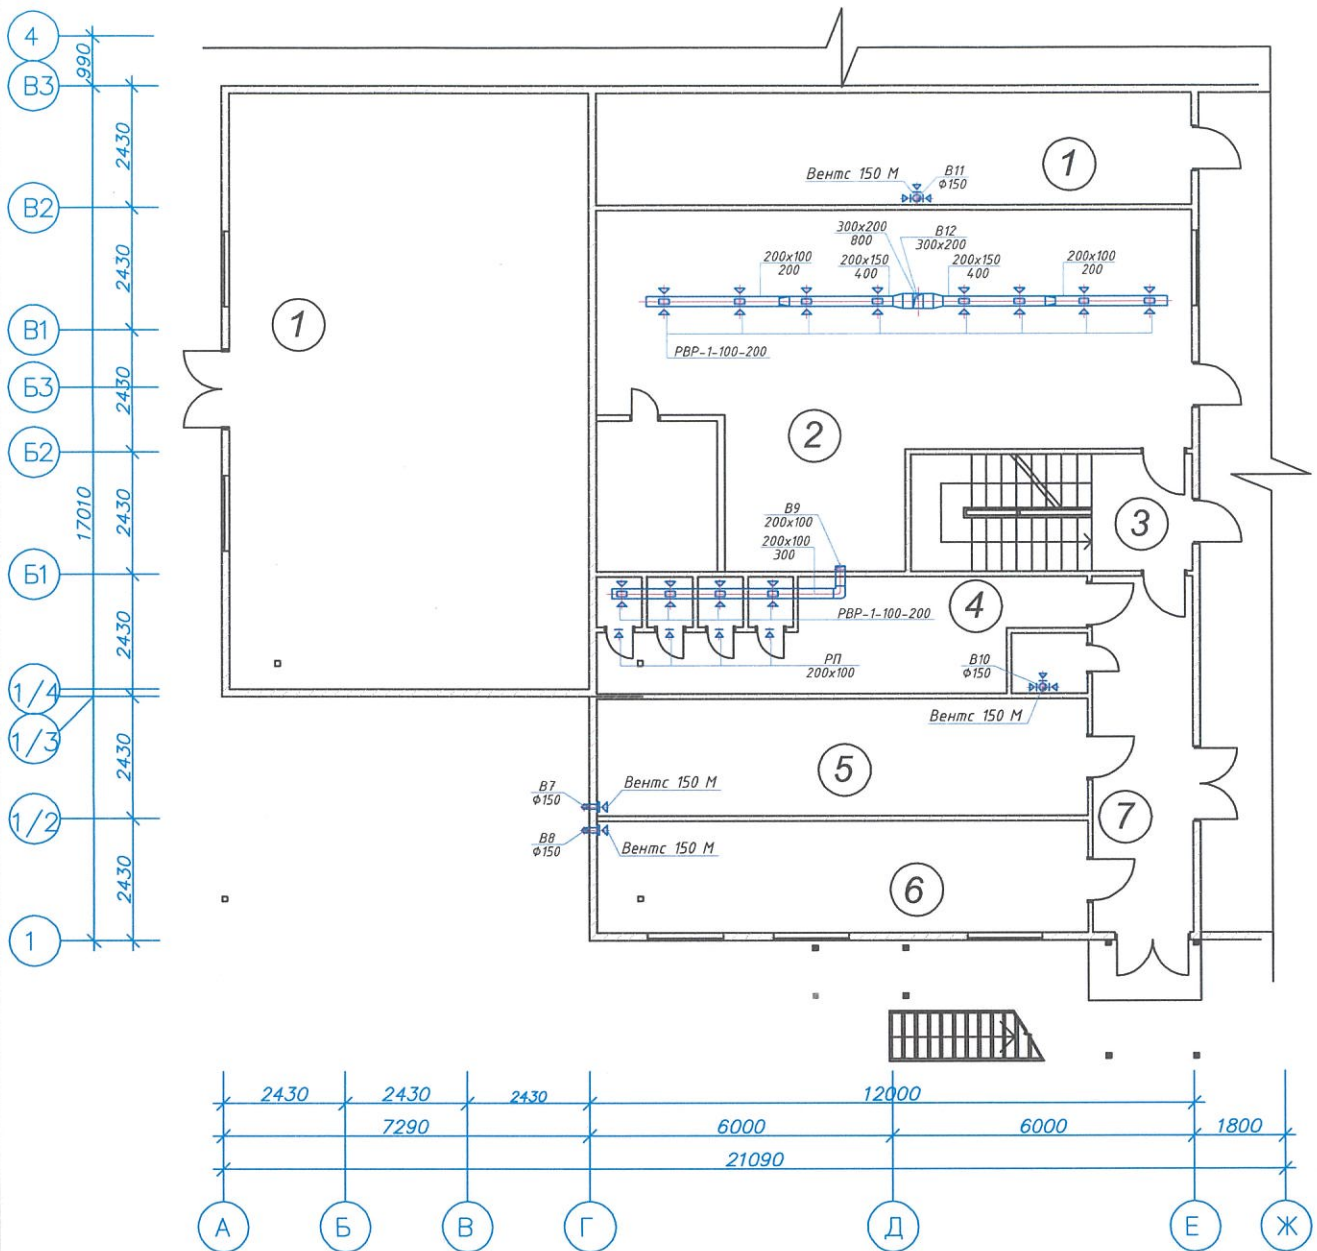 4
990
В3
2430
1
Вентс 150 М
В11
ф150
В2
300х200
800
В12
300х200
200х100
200
200х150
400
200х150
400
200х100
200
2430
1
В1
РВР-1-100-200
Б3
2430
2
Б2
17010
2430
В9
200х100
200х100
300
3
Б1
4
РВР-1-100-200
2430
РП
200х100
В10
ф150
Вентс 150 М
1/4
1/3
2430
5
В7
ф150
Вентс 150 М
1/2
7
В8
ф150
Вентс 150 М
2430
6
1
2430
2430
2430
12000
7290
6000
6000
1800
21090
А
Б
В
Г
Д
Е
Ж